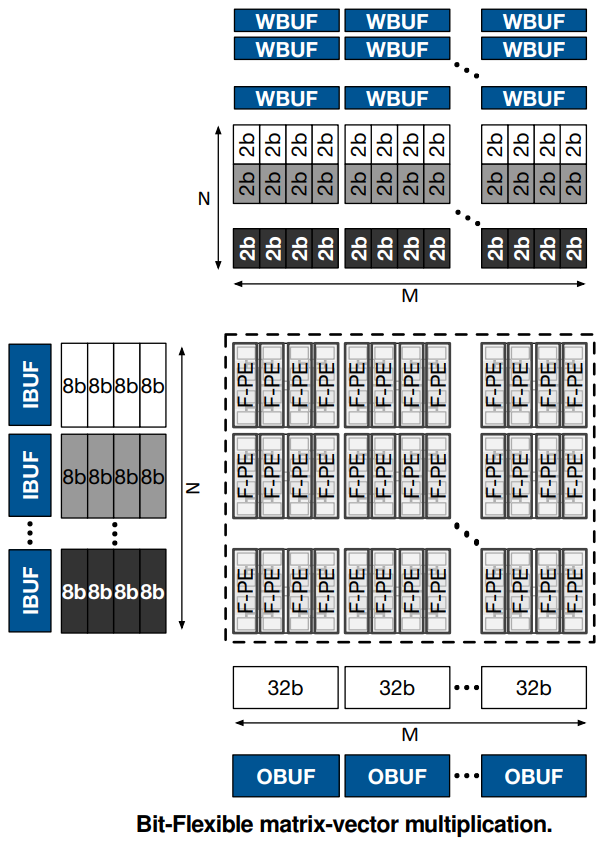 WBUF WBUF WBUF
WBUF WBUF WBUF
WBUF WBUF WBUF
2b 2b 2b 2b 2b 2b 2b 2b 2b 2b 2b 2b
2b 2b 2b 2b 2b 2b 2b 2b 2b 2b 2b 2b
N
2b 2b 2b 2b 2b 2b 2b 2b 2b 2b 2b 2b
M
IBUF 8b 8b 8b 8b F-PE F-PE F-PE F-PE F-PE F-PE F-PE F-PE F-PE F-PE F-PE F-PE
IBUF 8b 8b 8b 8b N F-PE F-PE F-PE F-PE F-PE F-PE F-PE F-PE F-PE F-PE F-PE F-PE
IBUF 8b 8b 8b 8b F-PE F-PE F-PE F-PE F-PE F-PE F-PE F-PE F-PE F-PE F-PE F-PE
32b 32b 32b
M
OBUF OBUF OBUF
Bit-Flexible matrix-vector multiplication.